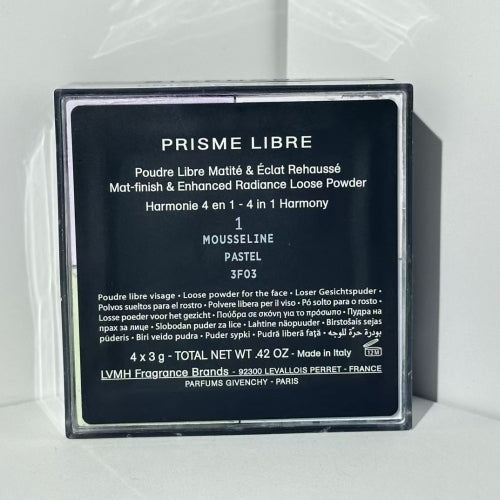 PRISME LIBRE
Poudre Libre Matité & Éclat Rehaussé
Mat-finish & Enhanced Radiance Loose Powder
Harmonie 4 en 1 - 4 in 1 Harmony
1
MOUSSELINE
PASTEL
3F03
Poudre libre visage • Loose powder for the face • Loser Gesichtspuder •
Polvos sueltos para el rostro • Polvere libera per il viso • Pó solto para o rosto •
Losse poeder voor het gezicht • Πούδρα σε σκόνη για το πρόσωπο • Пудра на
прах за лице • Slobodan puder za lice • Lahtine näopuuder • Birstošais sejas
pūderis • Biri veido pudra • Puder sypki • Pudră liberă față • بودرة حرّة للوجه
4 x 3 g - TOTAL NET WT .42 OZ - Made in Italy
12M
LVMH Fragrance Brands - 92300 LEVALLOIS PERRET - FRANCE
PARFUMS GIVENCHY - PARIS